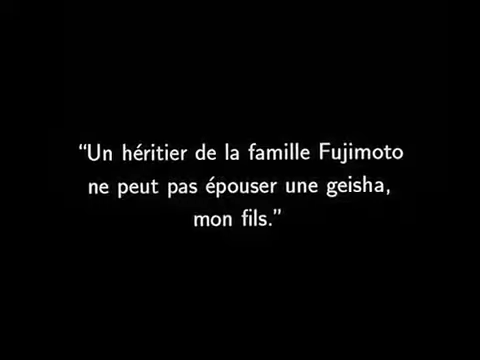 “Un héritier de la famille Fujimoto
ne peut pas épouser une geisha,
mon fils.”